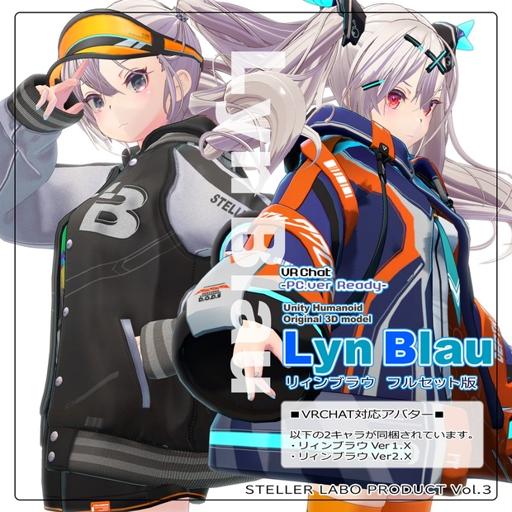 Lyn Blau
B
STELLER
VRChat
-PC.ver Ready-
Unity Humanoid
Original 3D model
Lyn Blau
リィンブラウ フルセット版
■VRCHAT対応アバター■
以下の2キャラが同梱されています。
・リィンブラウ Ver1.X
・リィンブラウ Ver2.X
STELLER LABO PRODUCT Vol.3